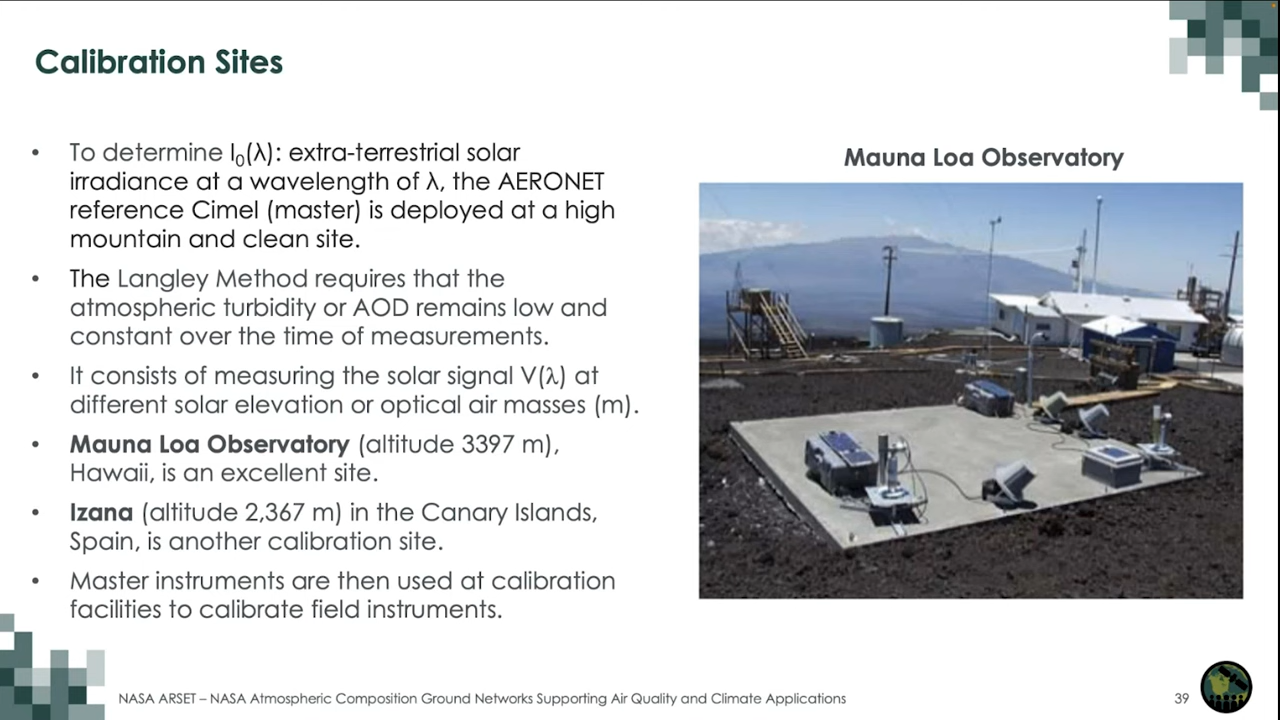 Calibration Sites
• To determine I₀(λ): extra-terrestrial solar
irradiance at a wavelength of λ, the AERONET
reference Cimel (master) is deployed at a high
mountain and clean site.
• The Langley Method requires that the
atmospheric turbidity or AOD remains low and
constant over the time of measurements.
• It consists of measuring the solar signal V(λ) at
different solar elevation or optical air masses (m).
• Mauna Loa Observatory (altitude 3397 m),
Hawaii, is an excellent site.
• Izana (altitude 2,367 m) in the Canary Islands,
Spain, is another calibration site.
• Master instruments are then used at calibration
facilities to calibrate field instruments.
Mauna Loa Observatory
NASA ARSET – NASA Atmospheric Composition Ground Networks Supporting Air Quality and Climate Applications
39